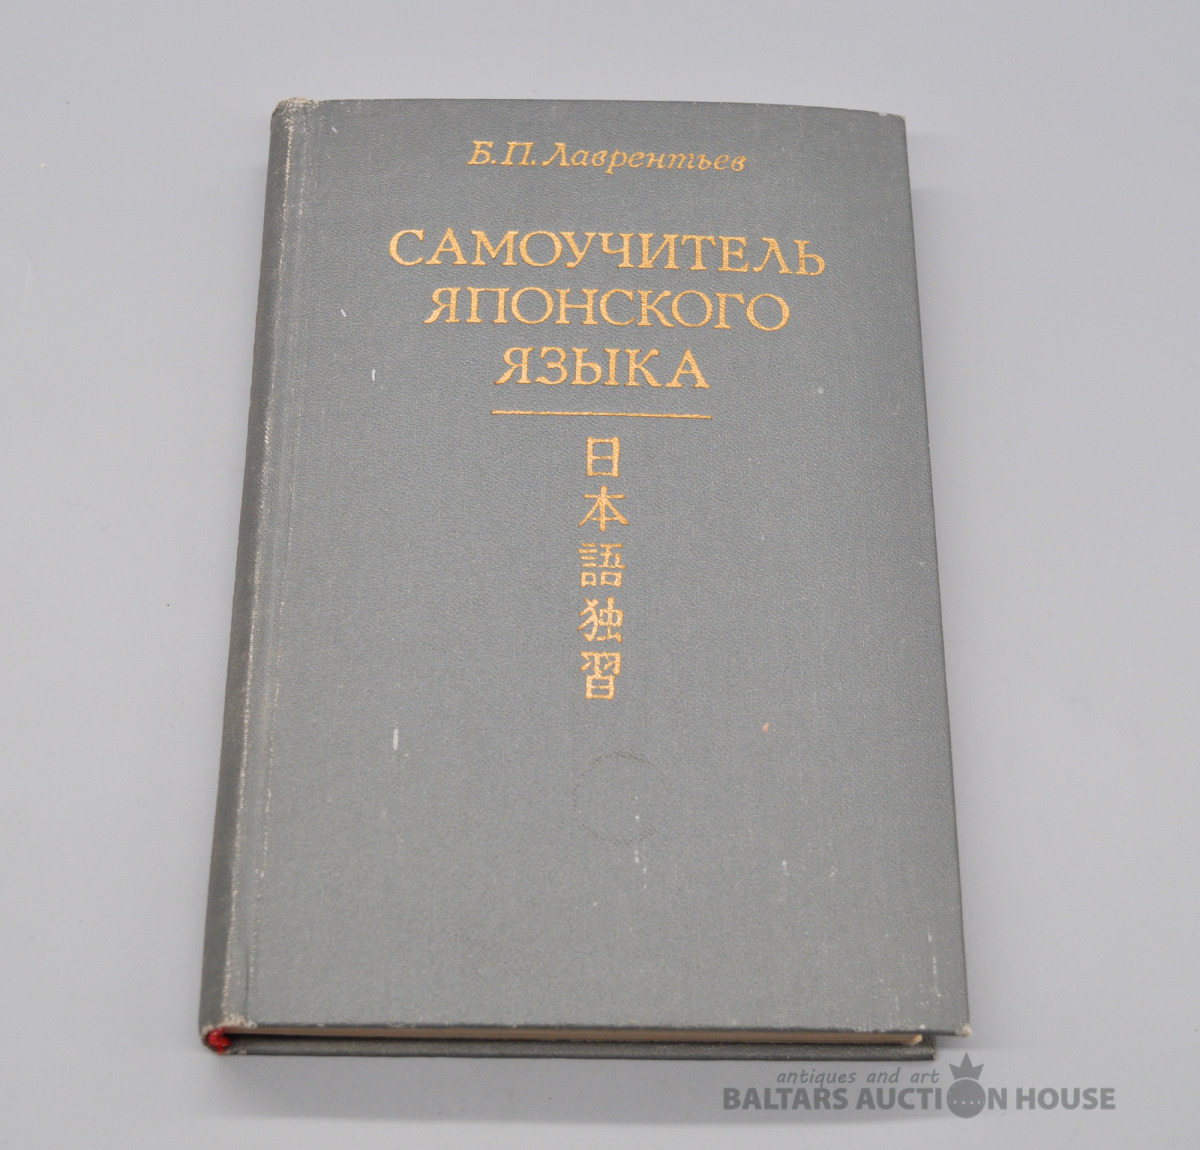 Б.П.Лаврентьев
САМОУЧИТЕЛЬ
ЯПОНСКОГО
ЯЗЫКА
日本語独習
antiques and art
BALTARS AUCTION HOUSE